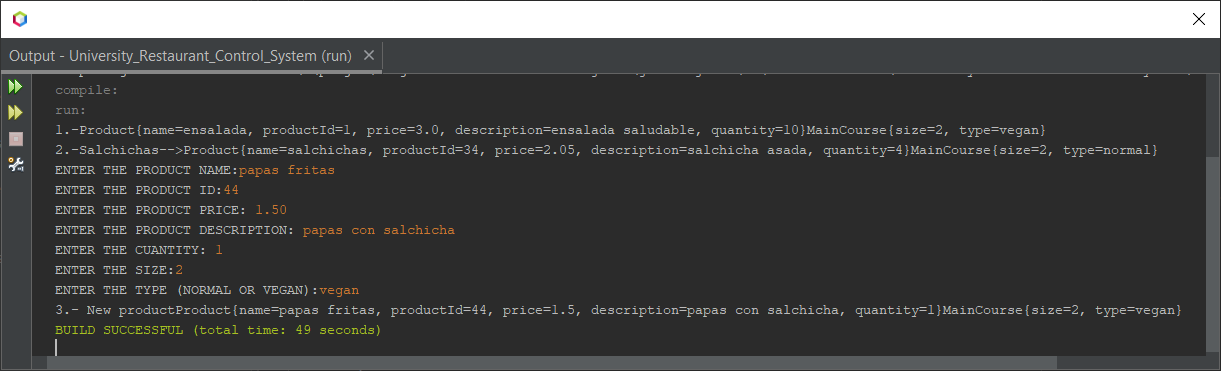 Output - University_Restaurant_Control_System (run)
compile:
run:
1.-Product{name=ensalada, productId=1, price=3.0, description=ensalada saludable, quantity=10}MainCourse{size=2, type=vegan}
2.-Salchichas-->Product{name=salchichas, productId=34, price=2.05, description=salchicha asada, quantity=4}MainCourse{size=2, type=normal}
ENTER THE PRODUCT NAME:papas fritas
ENTER THE PRODUCT ID:44
ENTER THE PRODUCT PRICE: 1.50
ENTER THE PRODUCT DESCRIPTION: papas con salchicha
ENTER THE CUANTITY: 1
ENTER THE SIZE:2
ENTER THE TYPE (NORMAL OR VEGAN):vegan
3.- New productProduct{name=papas fritas, productId=44, price=1.5, description=papas con salchicha, quantity=1}MainCourse{size=2, type=vegan}
BUILD SUCCESSFUL (total time: 49 seconds)